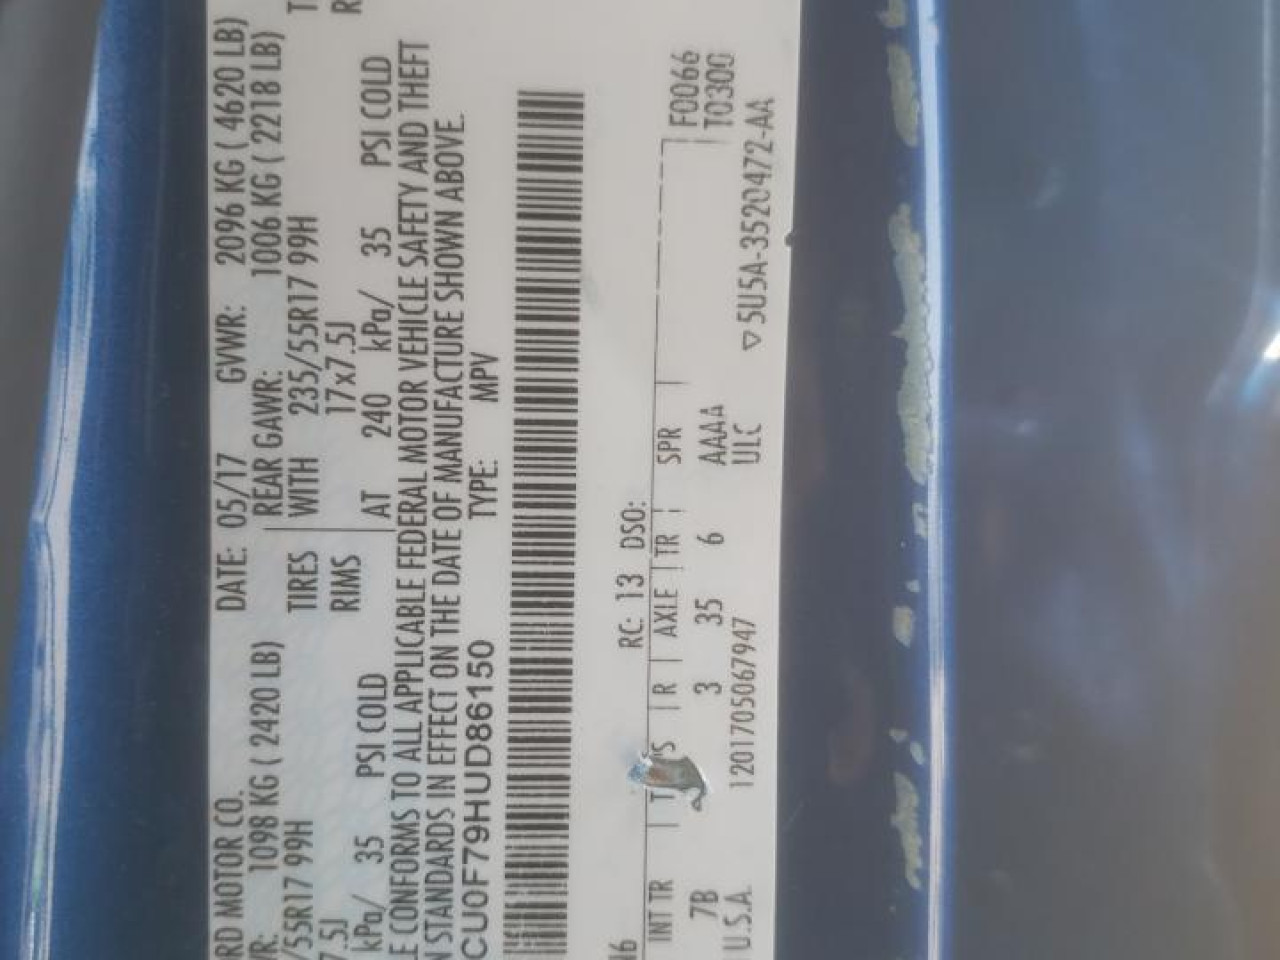 RD MOTOR CO. DATE: 05/17 GVWR: 2096 KG ( 4620 LB)
VR: 1098 KG ( 2420 LB) REAR GAWR: 1006 KG ( 2218 LB)
/55R17 99H TIRES WITH 235/55R17 99H T
7.5J RIMS 17x7.5J R
kPa/ 35 PSI COLD AT 240 kPa/ 35 PSI COLD
E CONFORMS TO ALL APPLICABLE FEDERAL MOTOR VEHICLE SAFETY AND THEFT
N STANDARDS IN EFFECT ON THE DATE OF MANUFACTURE SHOWN ABOVE.
CU0F79HUD86150 TYPE: MPV
RC: 13 DSO:
INT TR T S R AXLE TR SPR F0066
7B 3 35 6 AAAA T0300
U.S.A. 1201705067947 ULC ▽5U5A-3520472-AA